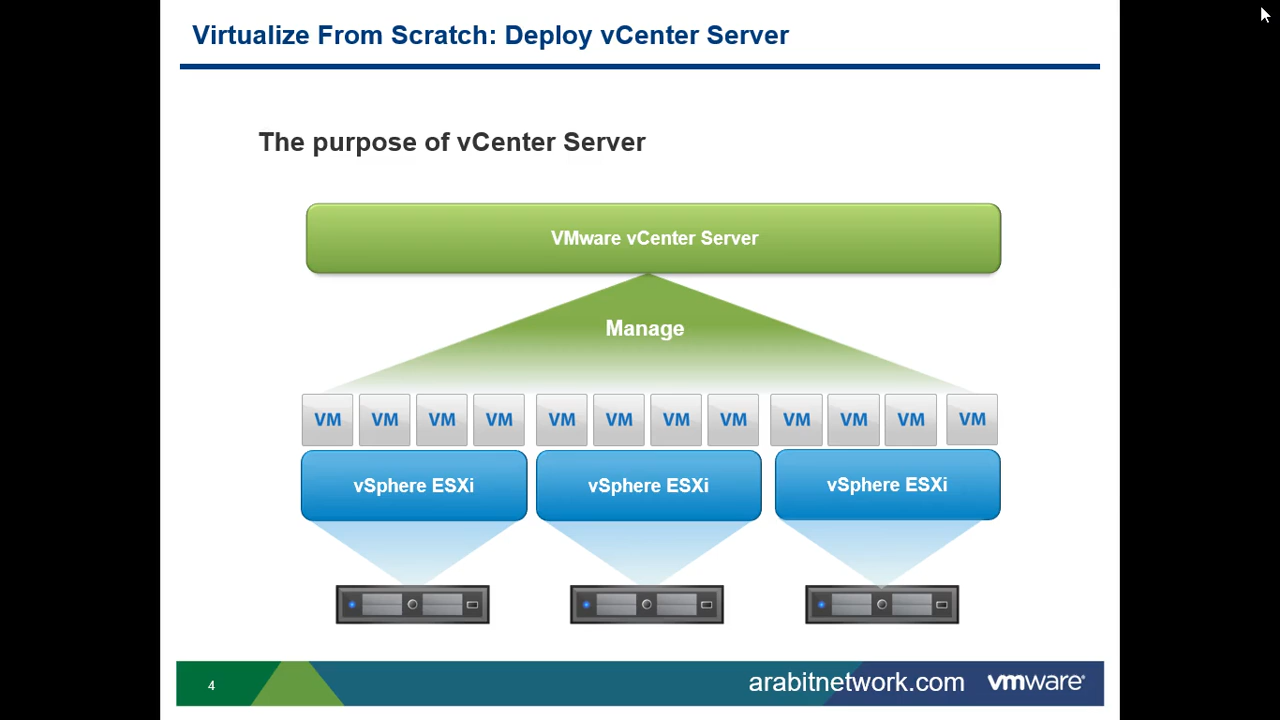 Virtualize From Scratch: Deploy vCenter Server
The purpose of vCenter Server
VMware vCenter Server
Manage
VM VM VM VM VM VM VM VM VM VM VM VM
vSphere ESXi vSphere ESXi vSphere ESXi
4 arabitnetwork.com vmware